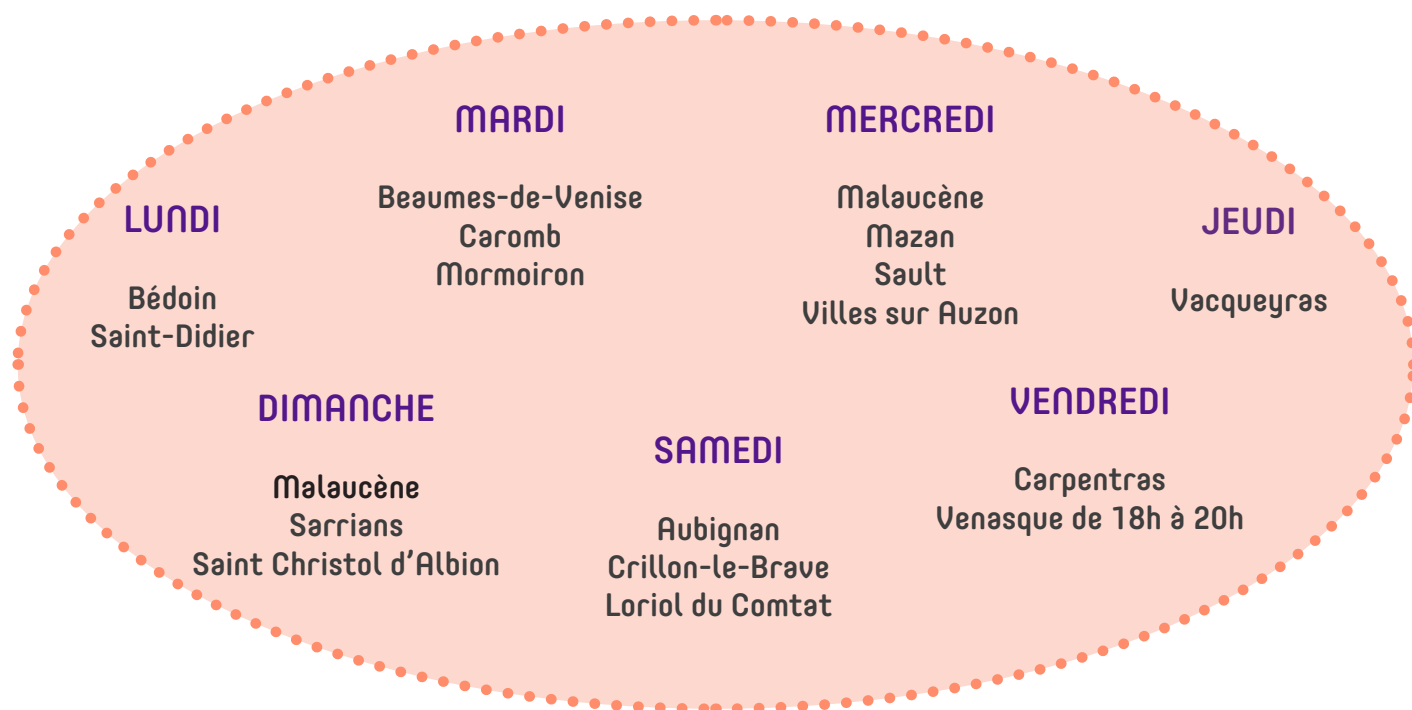 LUNDI
Bédoin
Saint-Didier
MARDI
Beaumes-de-Venise
Caromb
Mormoiron
MERCREDI
Malaucène
Mazan
Sault
Villes sur Auzon
JEUDI
Vacqueyras
VENDREDI
Carpentras
Venasque de 18h à 20h
SAMEDI
Aubignan
Crillon-le-Brave
Loriol du Comtat
DIMANCHE
Malaucène
Sarrians
Saint Christol d'Albion